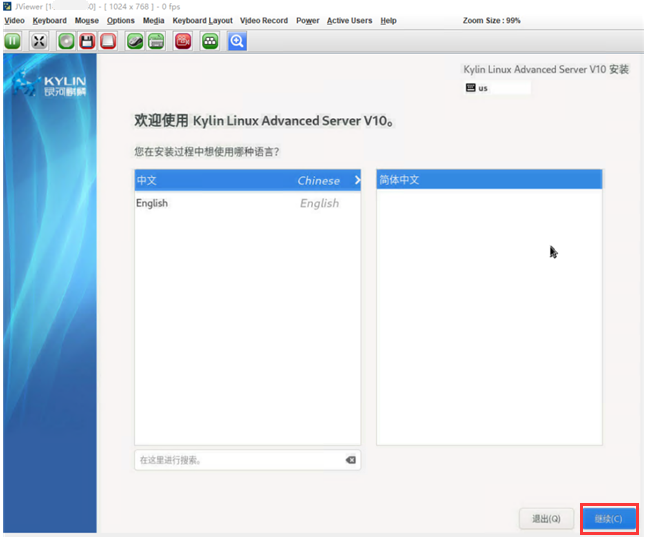 JViewer [1 0] - [ 1024 x 768 ] - 0 fps
Video Keyboard Mouse Options Media Keyboard Layout Video Record Power Active Users Help Zoom Size : 99%
KYLIN
银河麒麟
Kylin Linux Advanced Server V10 安装
us
欢迎使用 Kylin Linux Advanced Server V10。
您在安装过程中想使用哪种语言？
中文 Chinese
简体中文
English English
在这里进行搜索。
退出(Q)
继续(C)